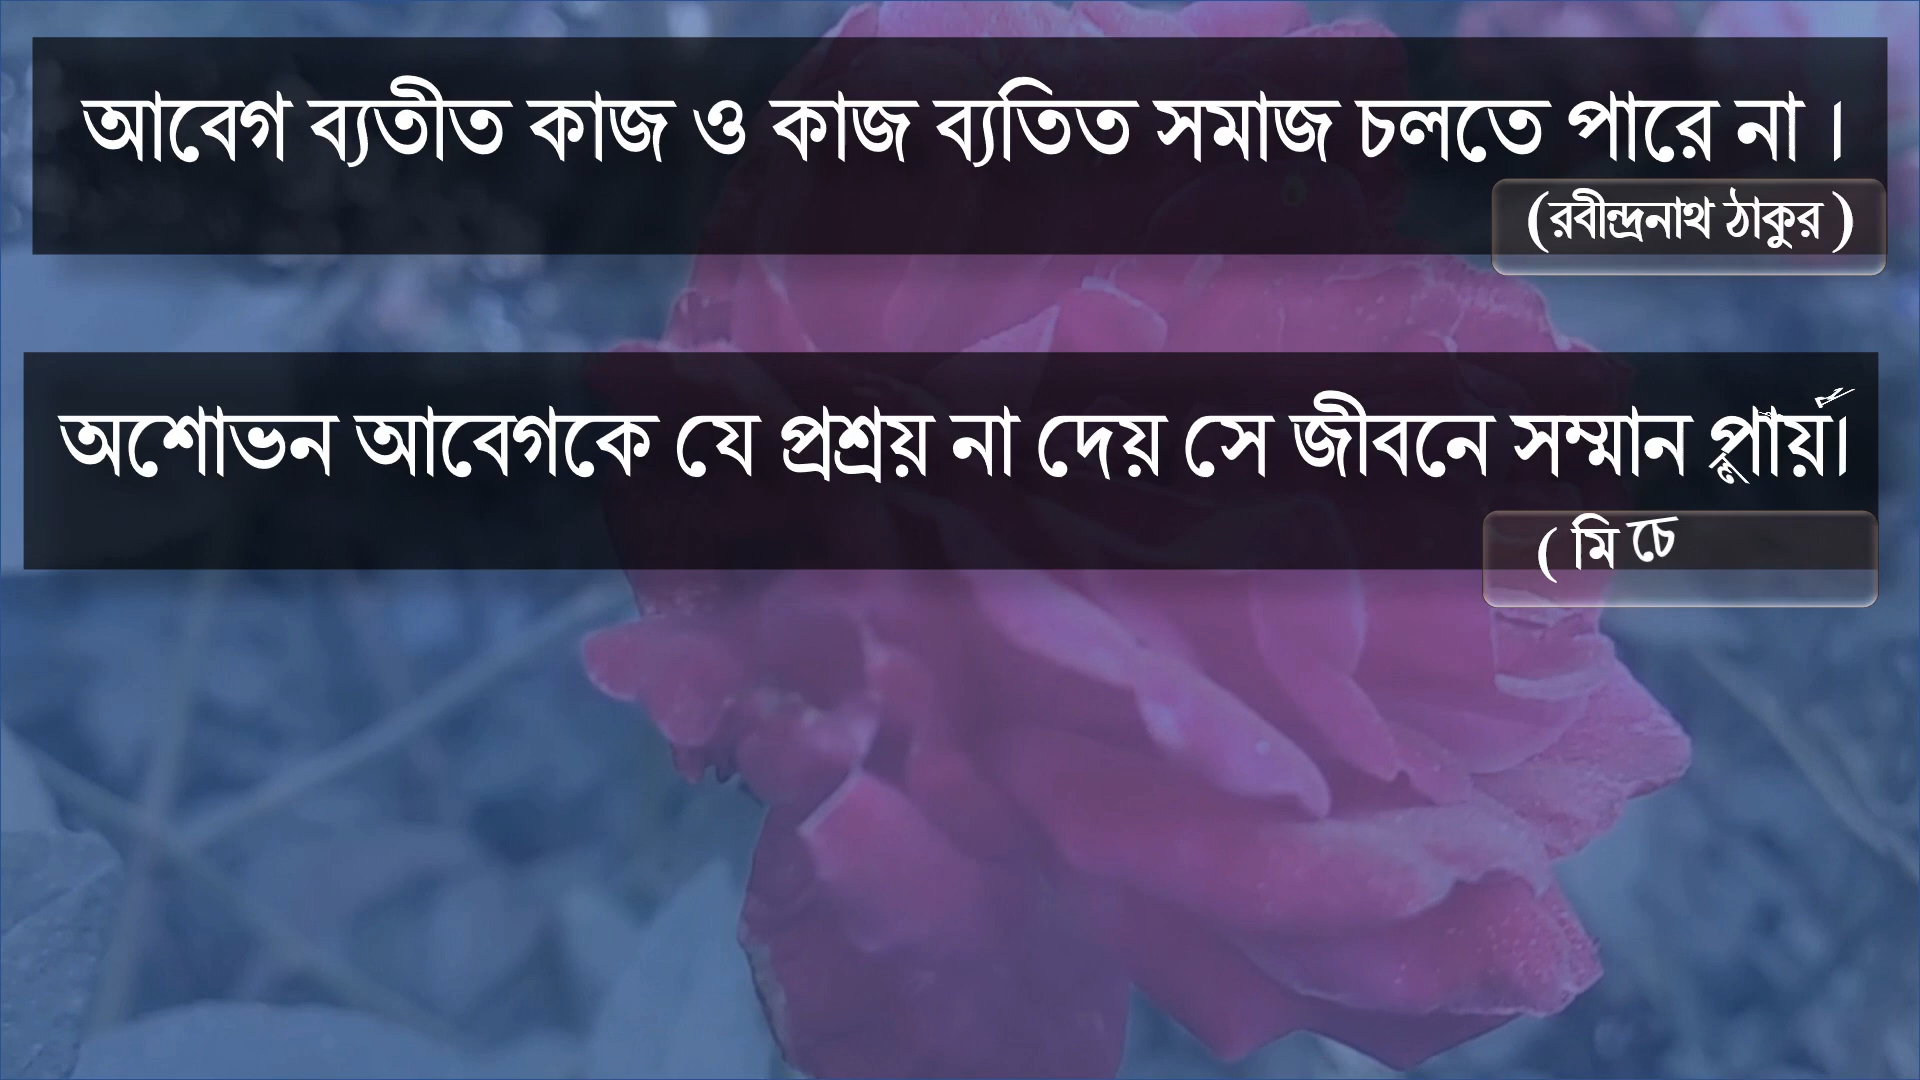 আবেগ ব্যতীত কাজ ও কাজ ব্যতিত সমাজ চলতে পারে না ।
(রবীন্দ্রনাথ ঠাকুর )
অশোভন আবেগকে যে প্রশ্রয় না দেয় সে জীবনে সম্মান পায়।
( মি চে